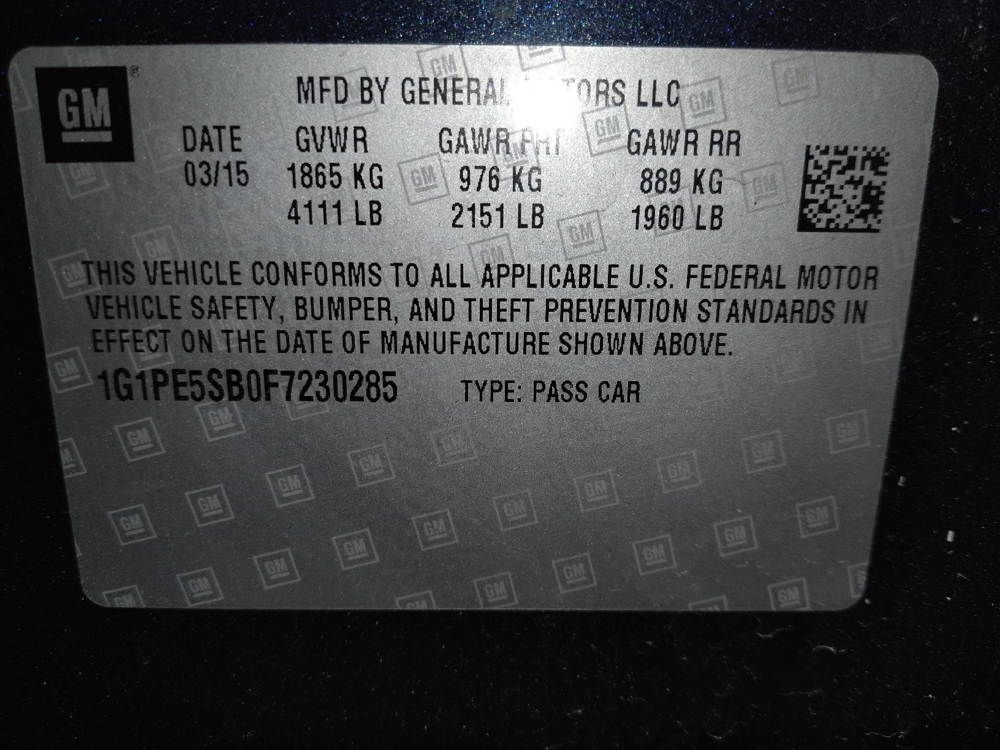 GM
MFD BY GENERAL MOTORS LLC
DATE GVWR GAWR FRT GAWR RR
03/15 1865 KG 976 KG 889 KG
4111 LB 2151 LB 1960 LB
THIS VEHICLE CONFORMS TO ALL APPLICABLE U.S. FEDERAL MOTOR
VEHICLE SAFETY, BUMPER, AND THEFT PREVENTION STANDARDS IN
EFFECT ON THE DATE OF MANUFACTURE SHOWN ABOVE.
1G1PE5SB0F7230285 TYPE: PASS CAR